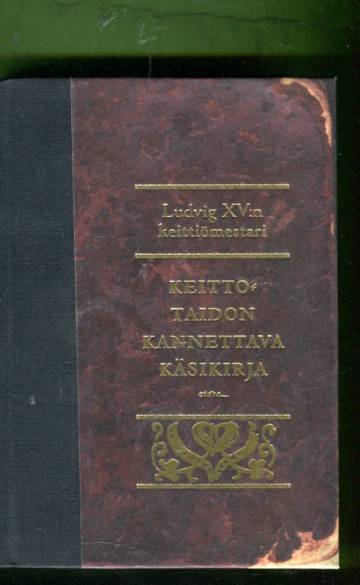 Ludvig XV:n
keittiömestari
KEITTO-
TAIDON
KANNETTAVA
KÄSIKIRJA